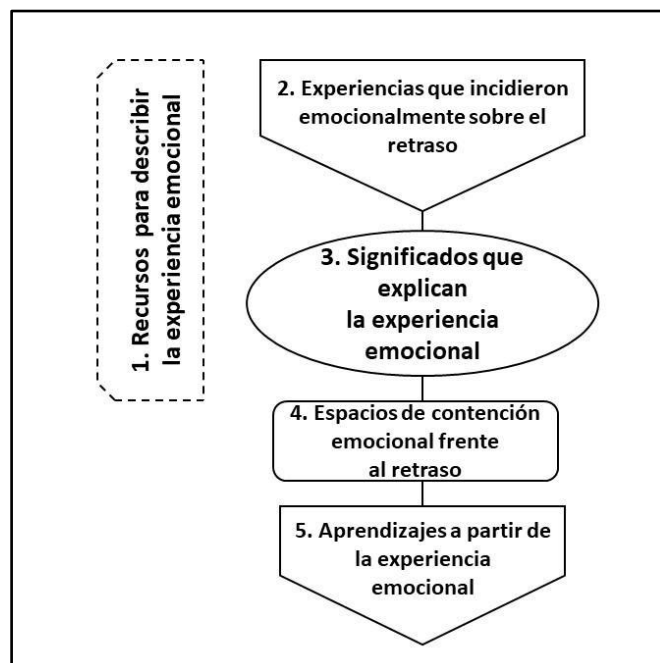 1. Recursos para describir
la experiencia emocional
2. Experiencias que incidieron
emocionalmente sobre el
retraso
3. Significados que
explican
la experiencia
emocional
4. Espacios de contención
emocional frente
al retraso
5. Aprendizajes a partir de
la experiencia
emocional